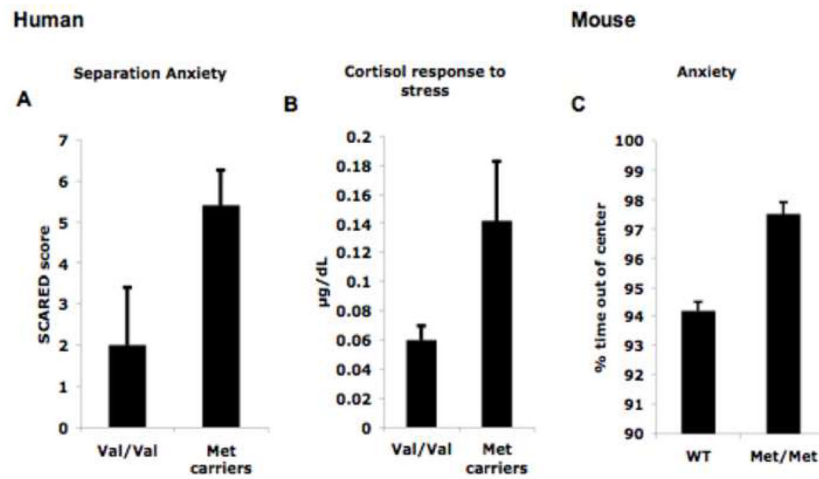 Human
Mouse
Separation Anxiety
Cortisol response to
stress
Anxiety
A
B
C
SCARED score
7
6
5
4
3
2
1
0
Val/Val
Met
carriers
µg/dL
0.2
0.18
0.16
0.14
0.12
0.1
0.08
0.06
0.04
0.02
0
Val/Val
Met
carriers
% time out of center
100
99
98
97
96
95
94
93
92
91
90
WT
Met/Met